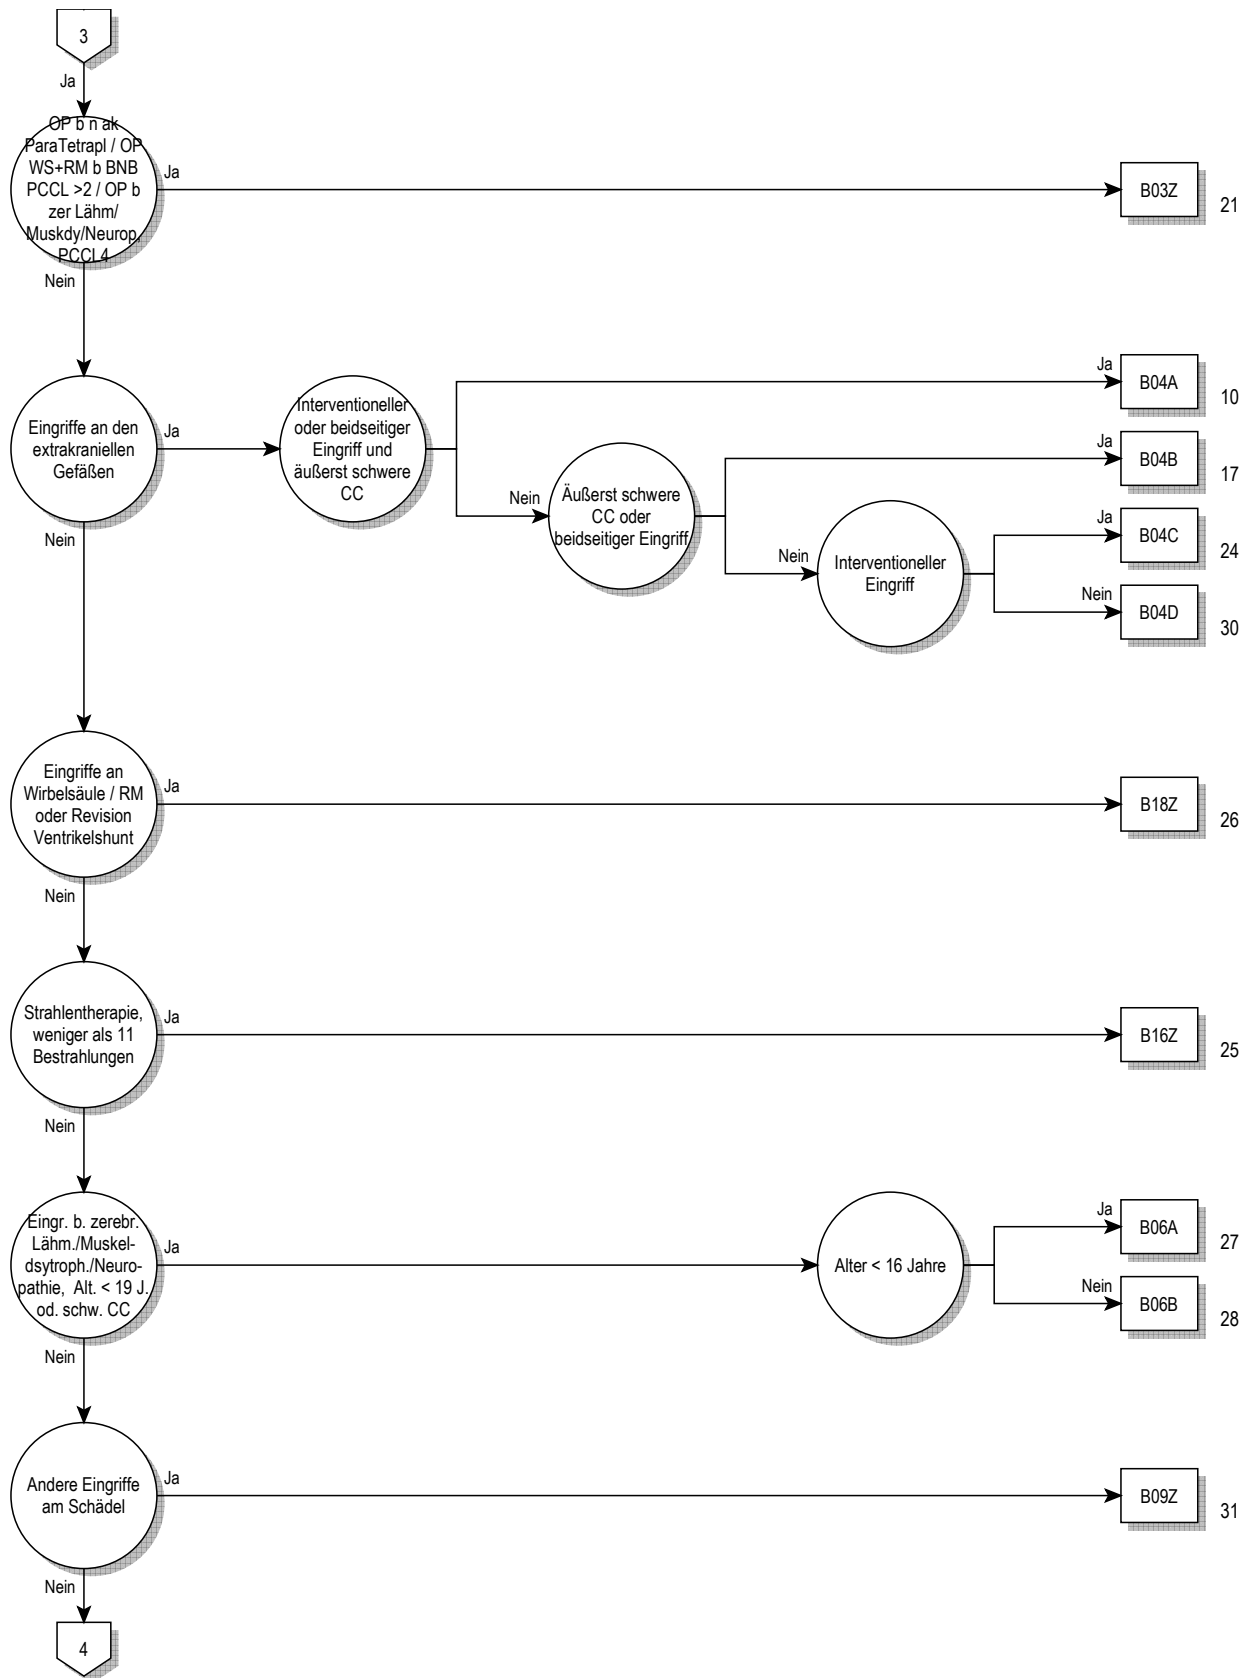 3
Ja
OP b n ak
ParaTetrapl / OP
WS+RM b BNB
PCCL >2 / OP b
zer Lähm/
Muskdy/Neurop,
PCCL4
Ja
B03Z
21
Nein
Eingriffe an den
extrakraniellen
Gefäßen
Ja
Interventioneller
oder beidseitiger
Eingriff und
äußerst schwere
CC
Ja
B04A
10
Nein
Äußerst schwere
CC oder
beidseitiger Eingriff
Ja
B04B
17
Nein
Interventioneller
Eingriff
Ja
B04C
24
Nein
B04D
30
Nein
Eingriffe an
Wirbelsäule / RM
oder Revision
Ventrikelshunt
Ja
B18Z
26
Nein
Strahlentherapie,
weniger als 11
Bestrahlungen
Ja
B16Z
25
Nein
Eingr. b. zerebr.
Lähm./Muskel-
dsytroph./Neuro-
pathie, Alt. < 19 J.
od. schw. CC
Ja
Alter < 16 Jahre
Ja
B06A
27
Nein
B06B
28
Nein
Andere Eingriffe
am Schädel
Ja
B09Z
31
Nein
4